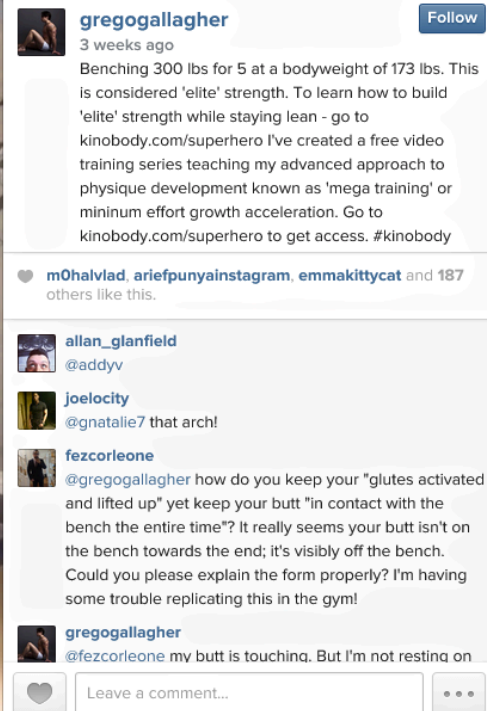 gregogallagher
Follow
3 weeks ago
Benching 300 lbs for 5 at a bodyweight of 173 lbs. This
is considered 'elite' strength. To learn how to build
'elite' strength while staying lean - go to
kinobody.com/superhero I've created a free video
training series teaching my advanced approach to
physique development known as 'mega training' or
mininum effort growth acceleration. Go to
kinobody.com/superhero to get access. #kinobody
m0halvlad, ariefpunyainstagram, emmakittycat and 187
others like this.
allan_glanfield
@addyv
joelocity
@gnatalie7 that arch!
fezcorleone
@gregogallagher how do you keep your "glutes activated
and lifted up" yet keep your butt "in contact with the
bench the entire time"? It really seems your butt isn't on
the bench towards the end; it's visibly off the bench.
Could you please explain the form properly? I'm having
some trouble replicating this in the gym!
gregogallagher
@fezcorleone my butt is touching. But I'm not resting on
Leave a comment...